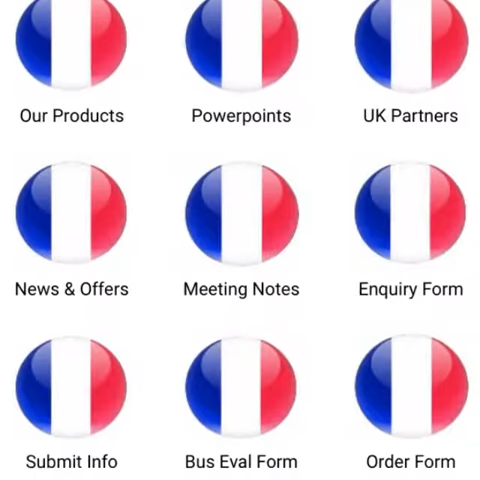 Our Products
Powerpoints
UK Partners
News & Offers
Meeting Notes
Enquiry Form
Submit Info
Bus Eval Form
Order Form